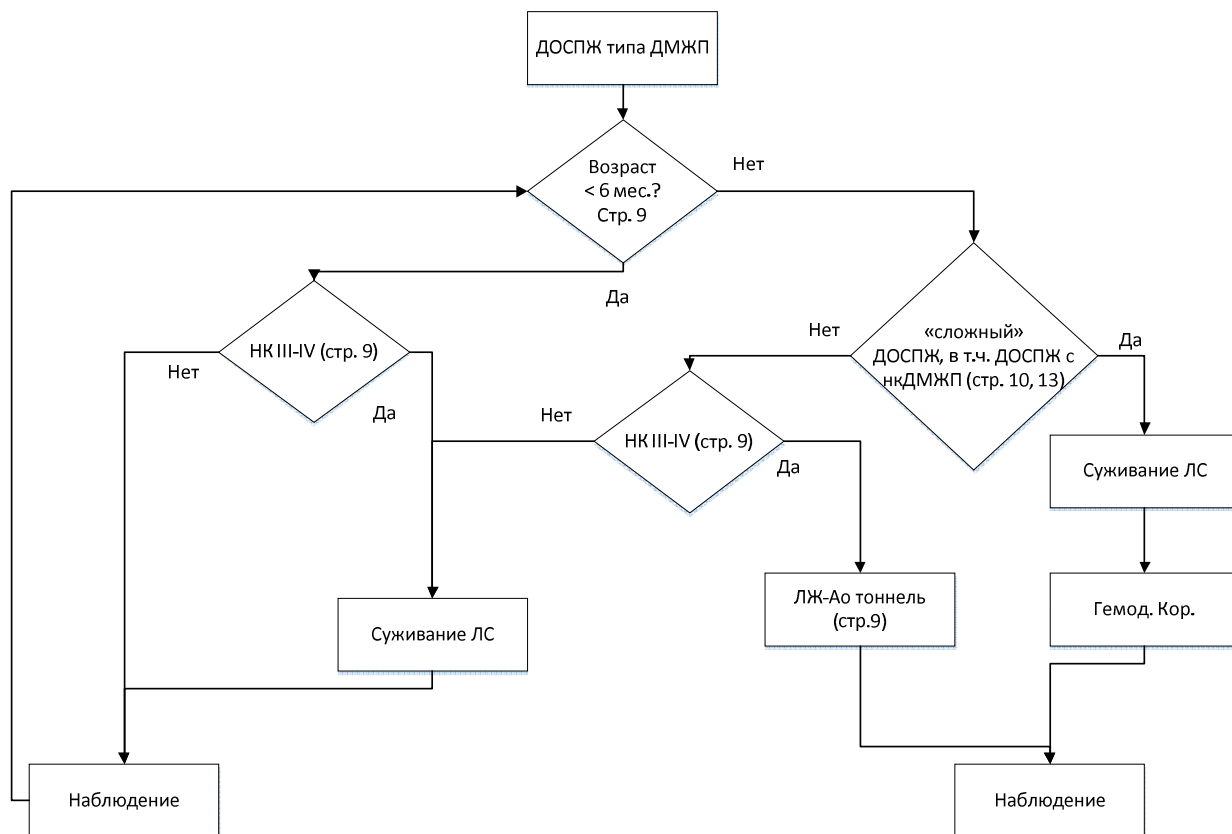 ДОСПЖ типа ДМЖП
Возраст
< 6 мес.?
Стр. 9
Нет
Да
НК III-IV (стр. 9)
Нет
Да
«сложный»
ДОСПЖ, в т.ч. ДОСПЖ с
нкДМЖП (стр. 10, 13)
Нет
Да
НК III-IV (стр. 9)
Нет
Да
Суживание ЛС
ЛЖ-Ао тоннель
(стр.9)
Гемод. Кор.
Суживание ЛС
Наблюдение
Наблюдение